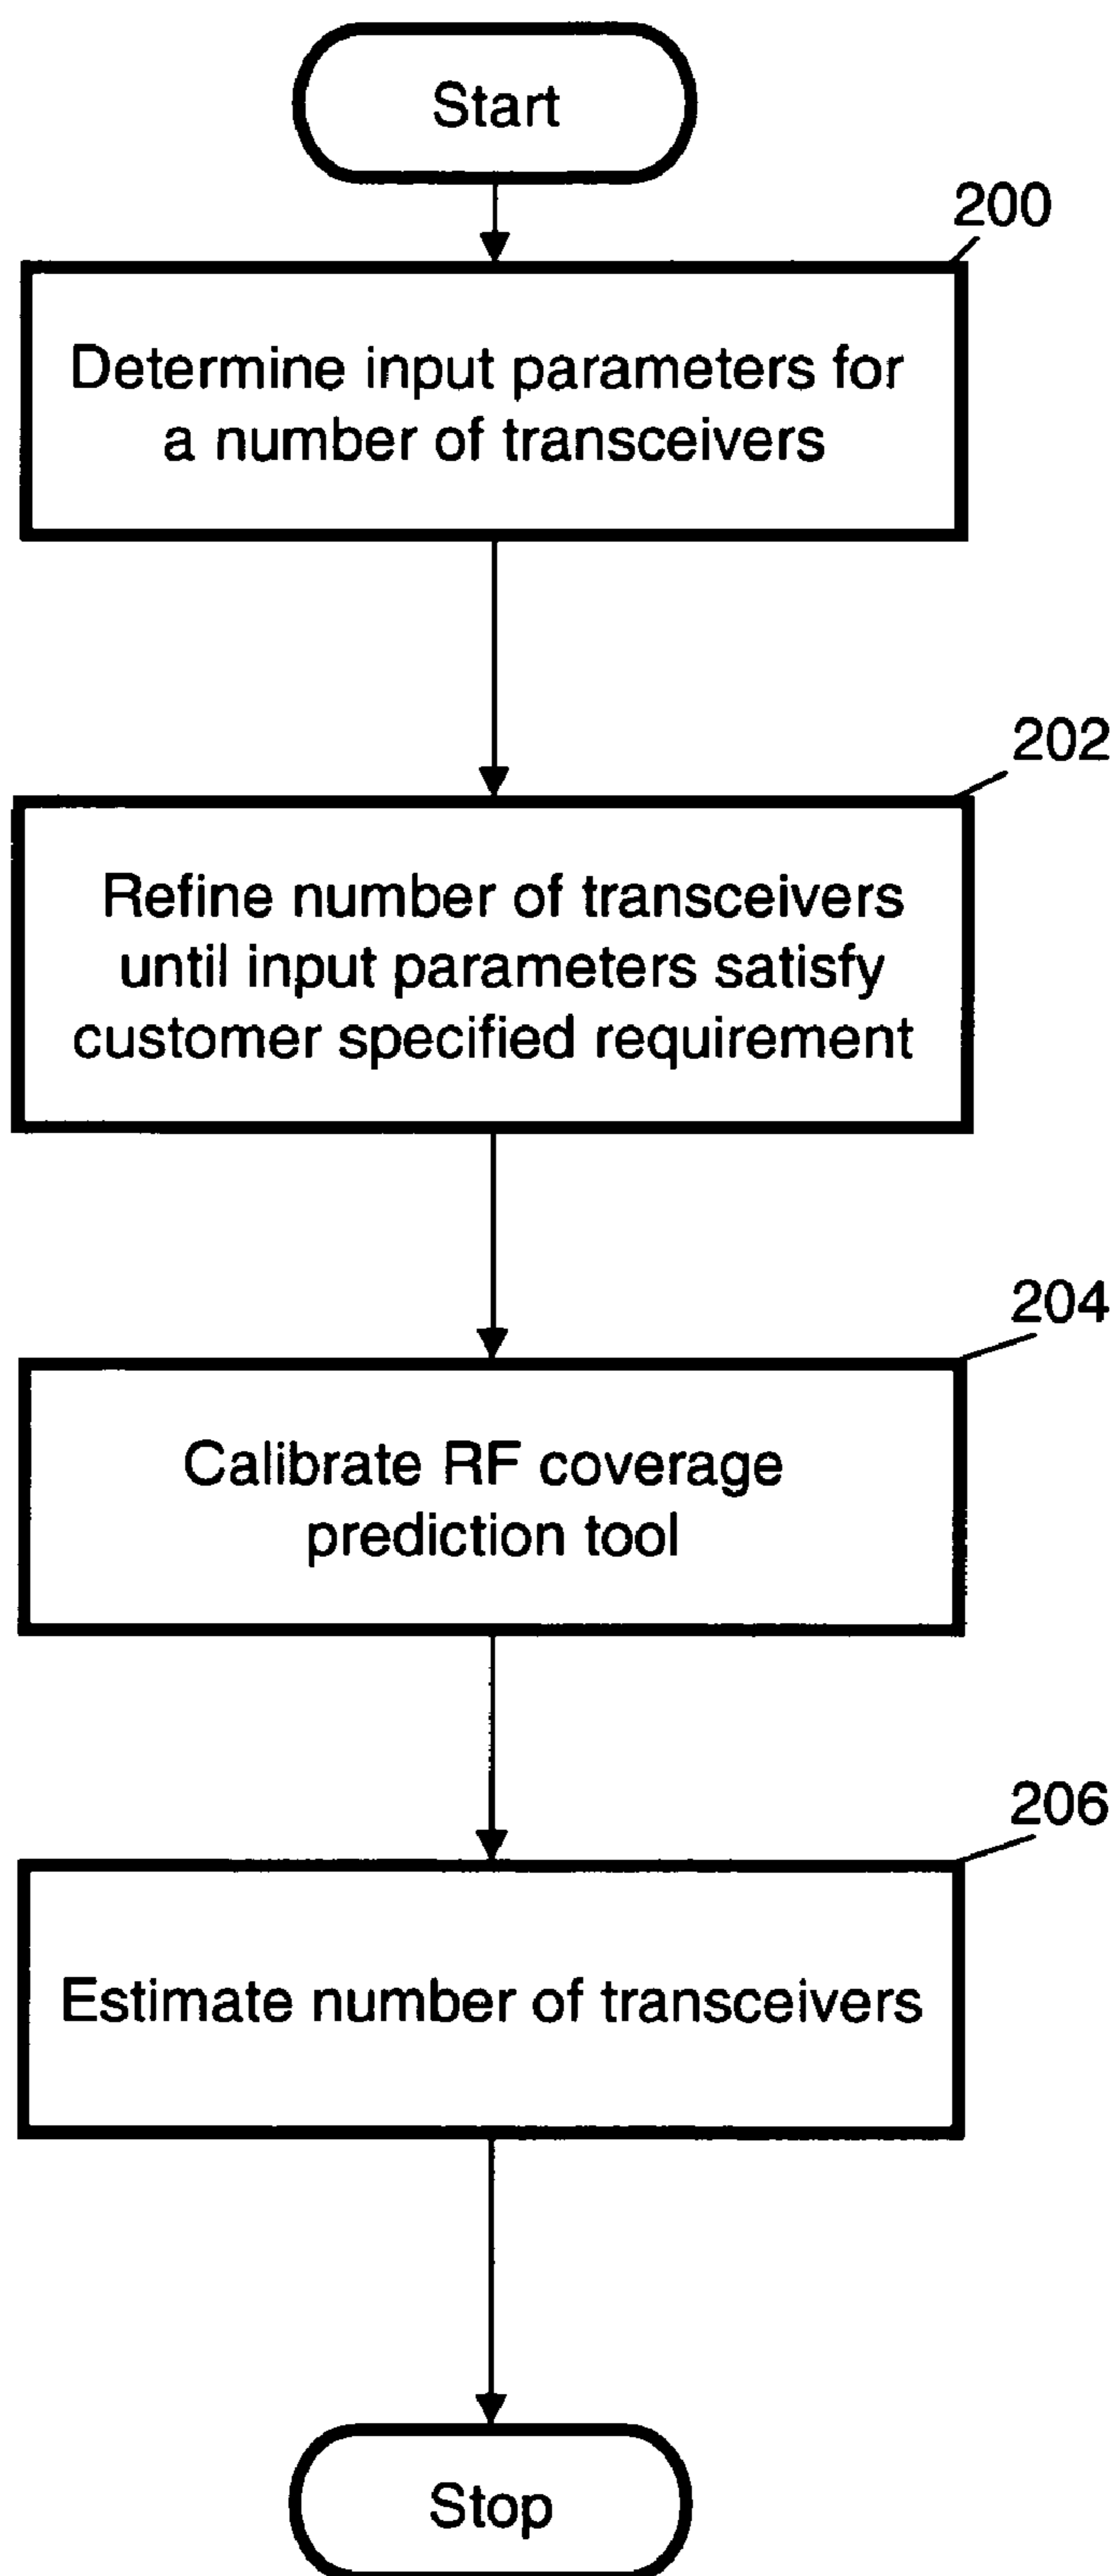 Start
200
Determine input parameters for
a number of transceivers
202
Refine number of transceivers
until input parameters satisfy
customer specified requirement
204
Calibrate RF coverage
prediction tool
206
Estimate number of transceivers
Stop